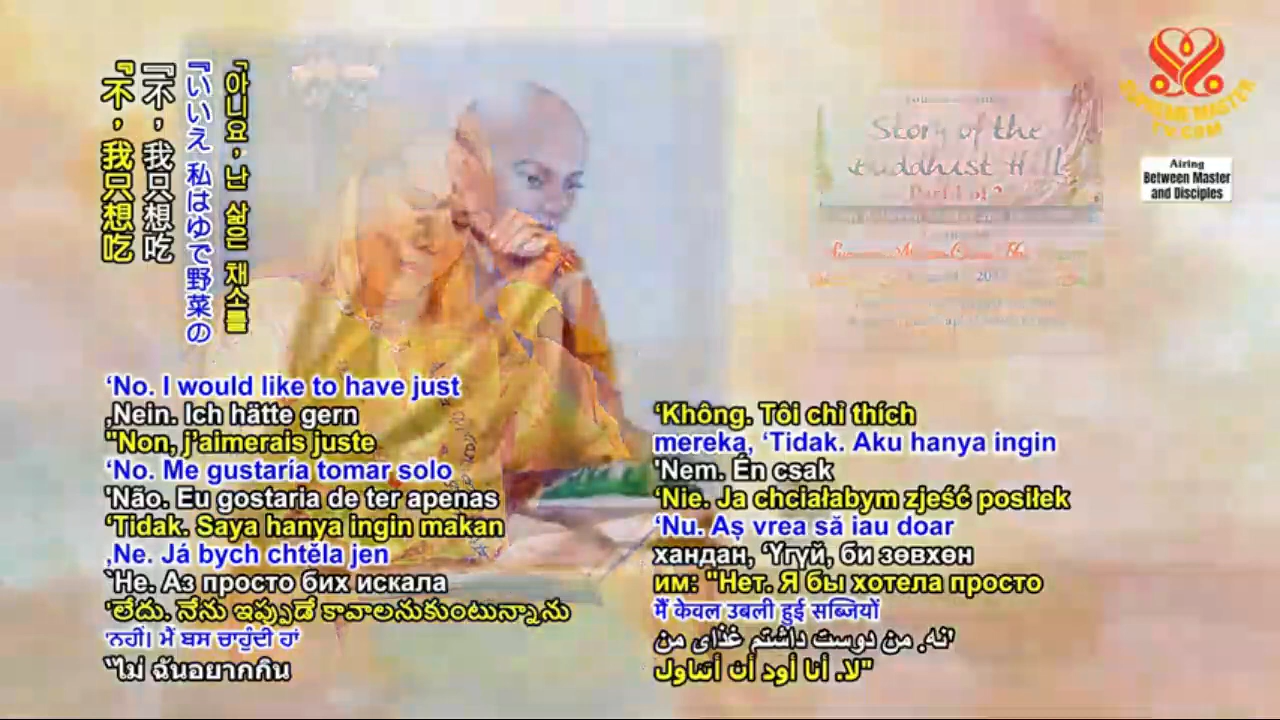 「아니요, 난 삶은 채소를
『いいえ 私はゆで野菜の
『不，我只想吃
『不，我只想吃
SUPREME MASTER
TV.COM
Airing
Between Master
and Disciples
Story of the
Buddhist Hell
Part 1 of 2
‘No. I would like to have just
‚Nein. Ich hätte gern
"Non, j’aimerais juste
‘No. Me gustaría tomar solo
'Não. Eu gostaria de ter apenas
‘Tidak. Saya hanya ingin makan
‚Ne. Já bych chtěla jen
`Не. Аз просто бих искала
'లేదు. నేను ఇప్పుడే కావాలనుకుంటున్నాను
'ਨਹੀਂ। ਮੈਂ ਬਸ ਚਾਹੁੰਦੀ ਹਾਂ
“ไม่ ฉันอยากกิน
‘Không. Tôi chỉ thích
mereka, ‘Tidak. Aku hanya ingin
'Nem. Én csak
‘Nie. Ja chciałabym zjeść posiłek
‘Nu. Aș vrea să iau doar
хандан, ‘Үгүй, би зөвхөн
им: "Нет. Я бы хотела просто
मैं केवल उबली हुई सब्जियों
'نه. من دوست داشتم غذای من
"لا. أنا أود أن أتناول